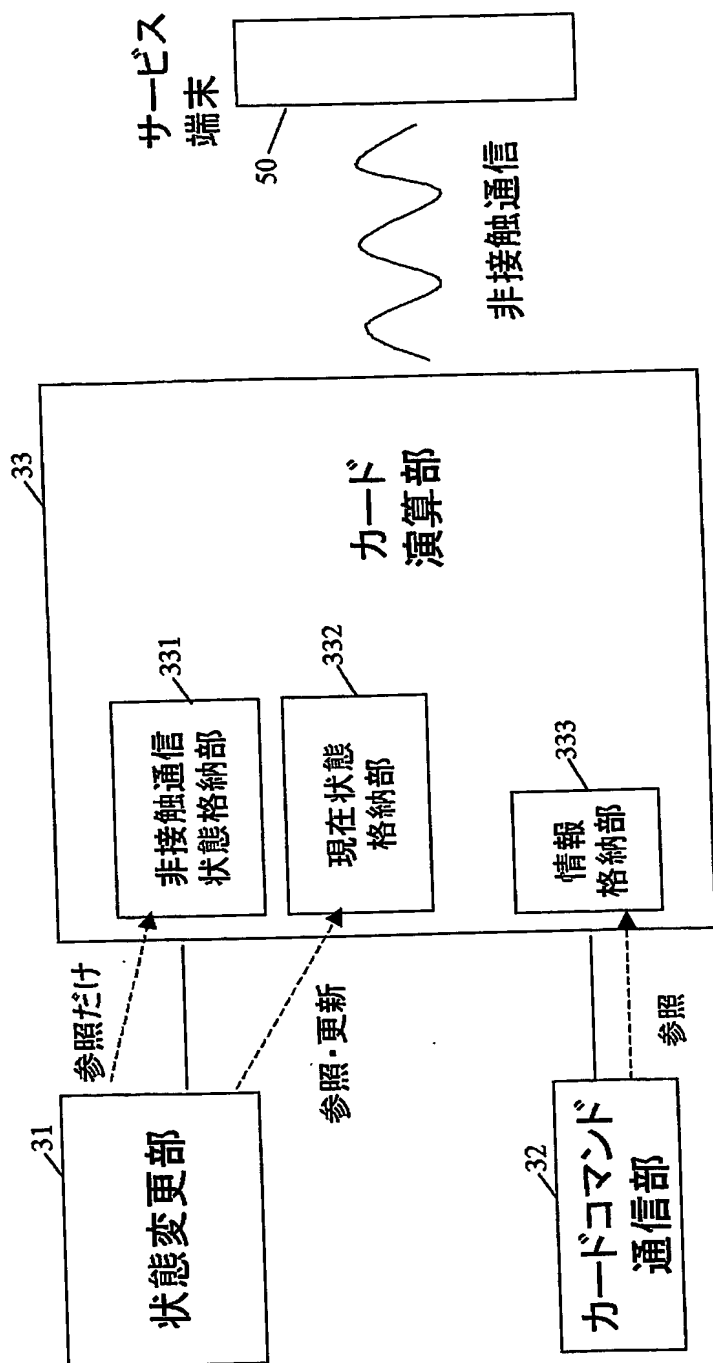 31
状態変更部
参照だけ
参照・更新
32
カードコマンド
通信部
参照
33
非接触通信
状態格納部
331
現在状態
格納部
332
情報
格納部
333
カード
演算部
サービス
端末
50
非接触通信